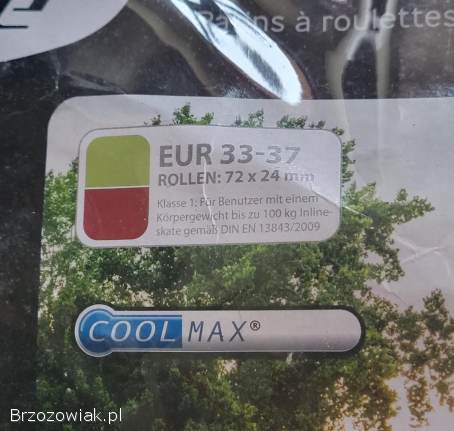 Patins à roulettes
EUR 33-37
ROLLEN: 72 x 24 mm
Klasse 1: Für Benutzer mit einem
Körpergewicht bis zu 100 kg Inline-
skate gemäß DIN EN 13843/2009
COOLMAX®
Brzozowiak.pl